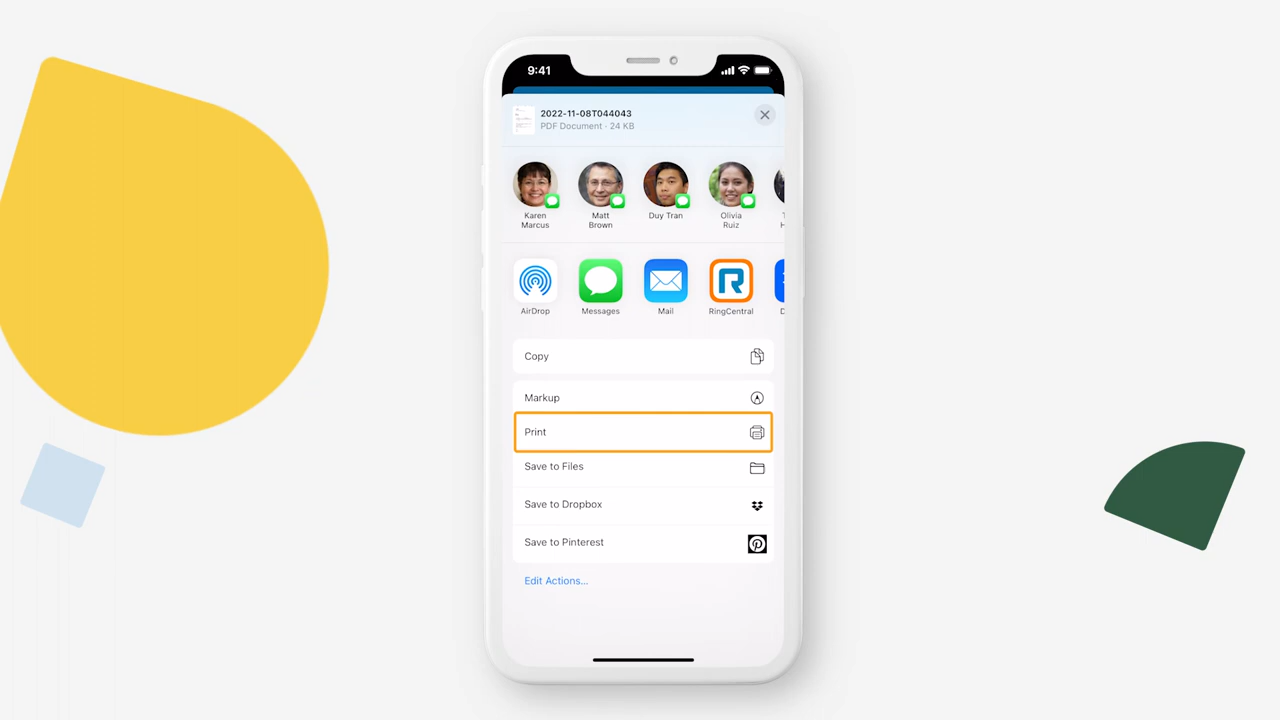 9:41
2022-11-08T044043
PDF Document · 24 KB
Karen
Marcus
Matt
Brown
Duy Tran
Olivia
Ruiz
AirDrop
Messages
Mail
RingCentral
Copy
Markup
Print
Save to Files
Save to Dropbox
Save to Pinterest
Edit Actions...